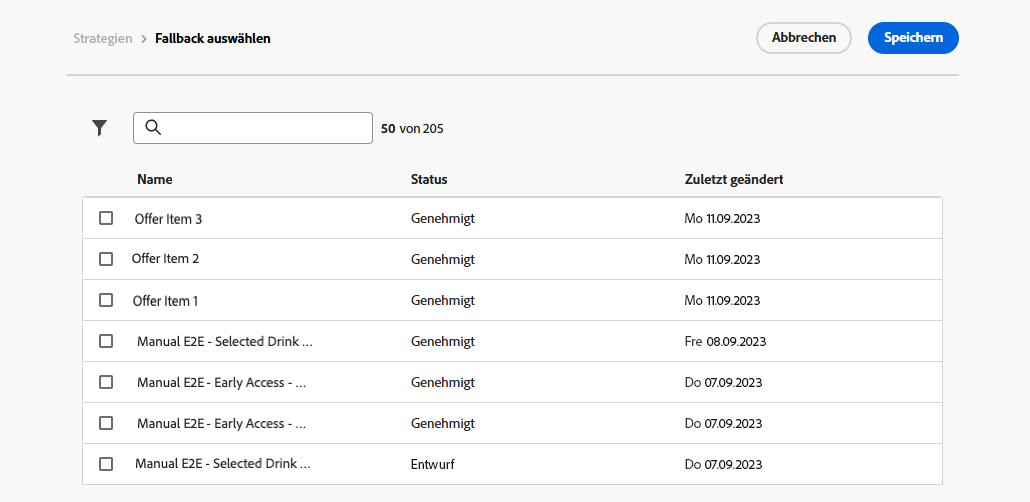 Strategien > Fallback auswählen Abbrechen Speichern
50 von 205
Name Status Zuletzt geändert
Offer Item 3 Genehmigt Mo 11.09.2023
Offer Item 2 Genehmigt Mo 11.09.2023
Offer Item 1 Genehmigt Mo 11.09.2023
Manual E2E - Selected Drink ... Genehmigt Fre 08.09.2023
Manual E2E - Early Access - ... Genehmigt Do 07.09.2023
Manual E2E - Early Access - ... Genehmigt Do 07.09.2023
Manual E2E - Selected Drink ... Entwurf Do 07.09.2023